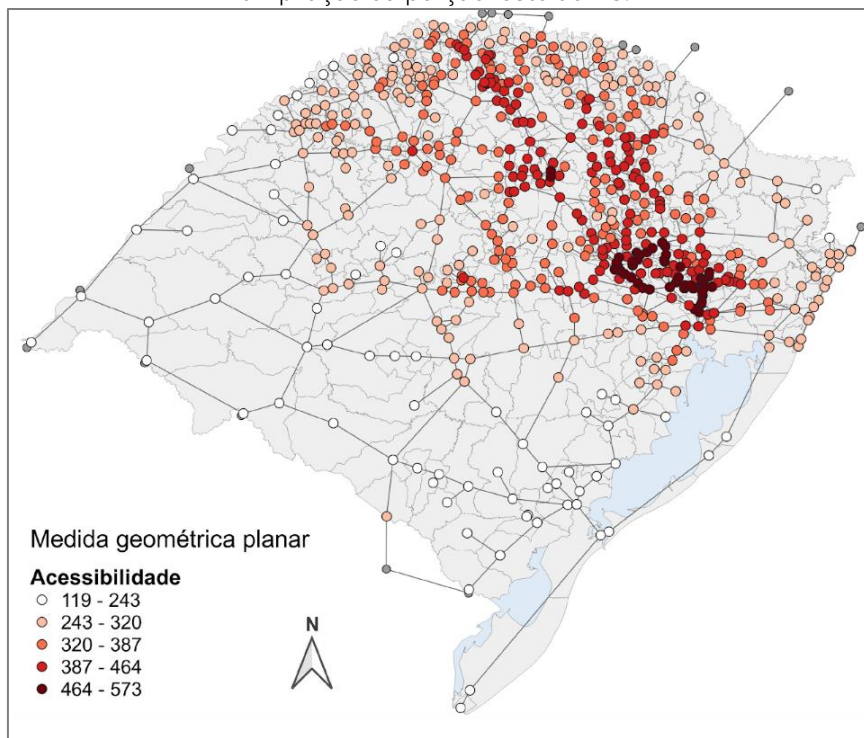 Medida geométrica planar
Acessibilidade
119 - 243
243 - 320
320 - 387
387 - 464
464 - 573
N